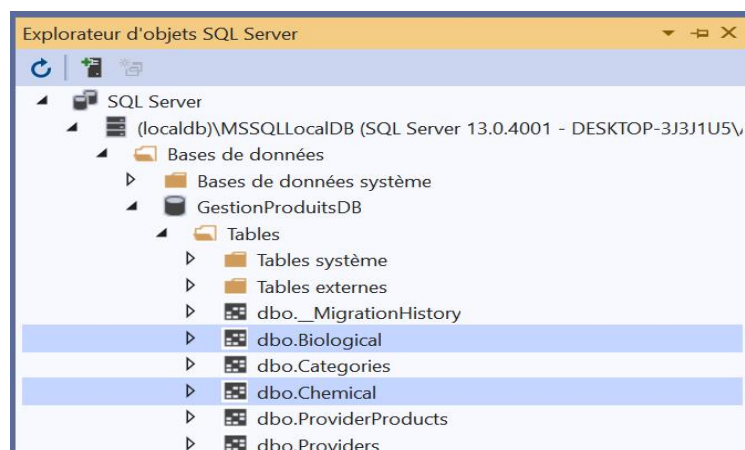 Explorateur d'objets SQL Server
SQL Server
(localdb)\MSSQLLocalDB (SQL Server 13.0.4001 - DESKTOP-3J3J1U5\
Bases de données
Bases de données système
GestionProduitsDB
Tables
Tables système
Tables externes
dbo.__MigrationHistory
dbo.Biological
dbo.Categories
dbo.Chemical
dbo.ProviderProducts
dbo.Providers